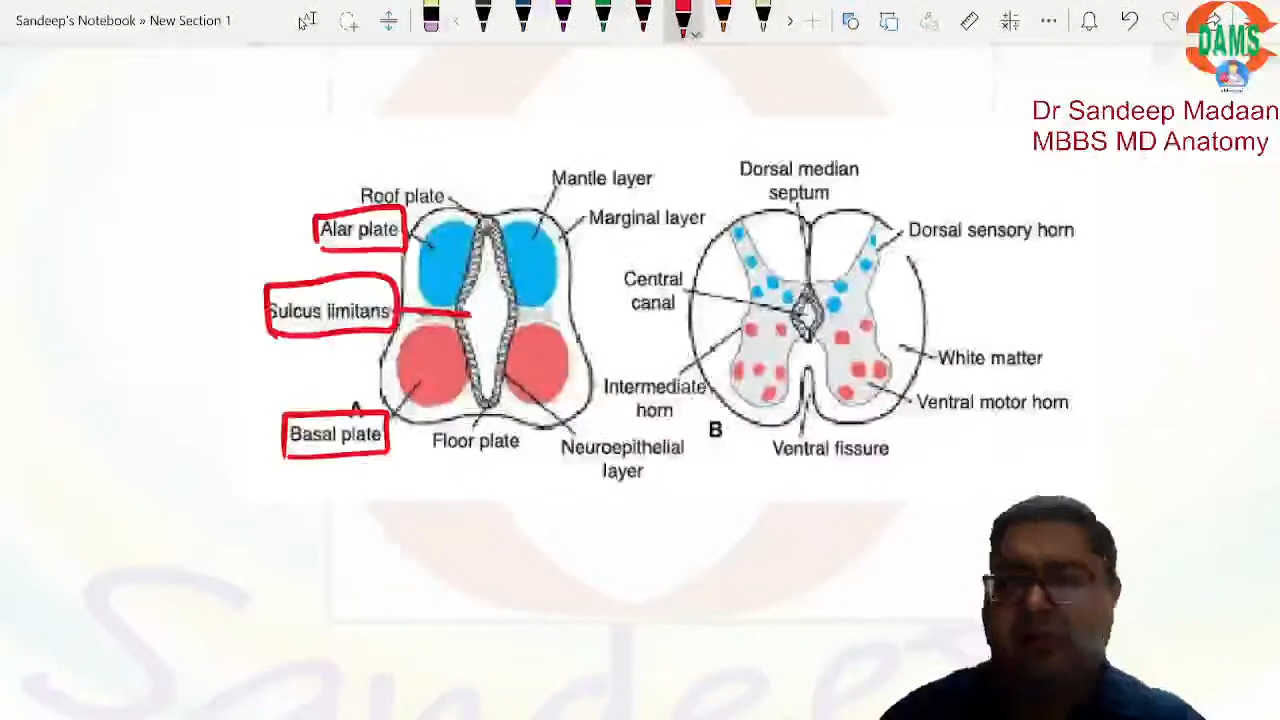 Sandeep's Notebook » New Section 1
DAMS
Dr Sandeep Madaan
MBBS MD Anatomy
Roof plate
Mantle layer
Alar plate
Marginal layer
Sulcus limitans
A
Basal plate
Floor plate
Neuroepithelial
layer
Dorsal median
septum
Dorsal sensory horn
Central
canal
White matter
Intermediate
horn
Ventral motor horn
B
Ventral fissure
Sandeep